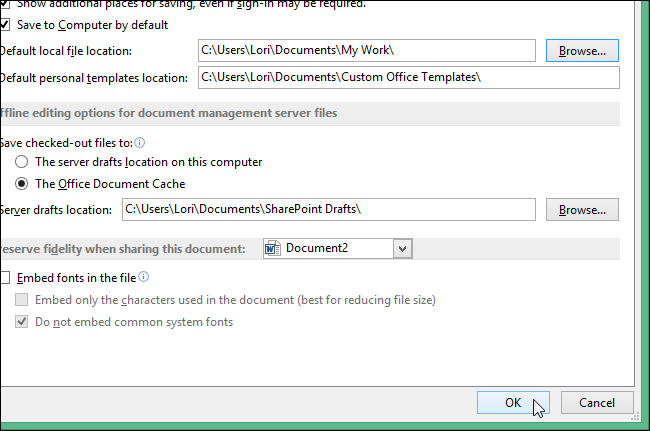 Show additional places for saving, even if sign-in may be required.
Save to Computer by default
Default local file location: C:\Users\Lori\Documents\My Work\ Browse...
Default personal templates location: C:\Users\Lori\Documents\Custom Office Templates\
ffline editing options for document management server files
Save checked-out files to:
The server drafts location on this computer
The Office Document Cache
Server drafts location: C:\Users\Lori\Documents\SharePoint Drafts\ Browse...
reserve fidelity when sharing this document: Document2
Embed fonts in the file
Embed only the characters used in the document (best for reducing file size)
Do not embed common system fonts
OK Cancel